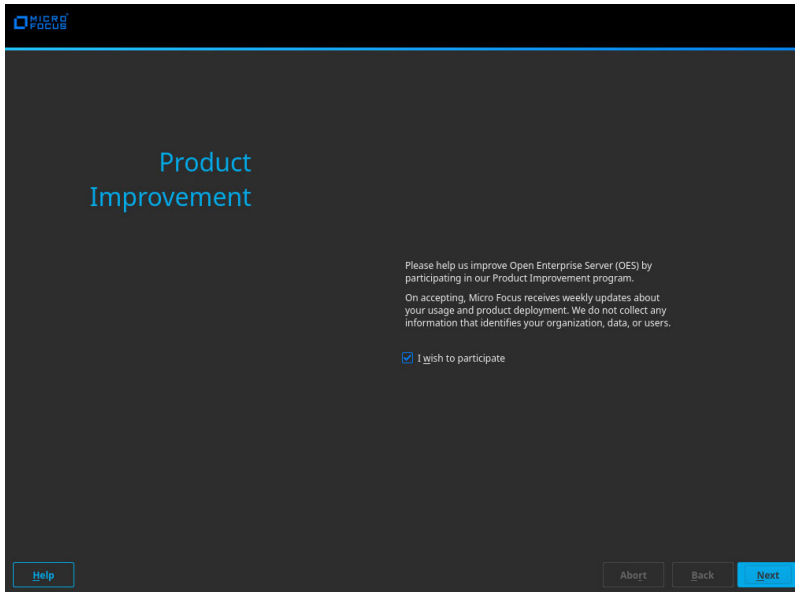 MICRO
FOCUS
Product
Improvement
Please help us improve Open Enterprise Server (OES) by
participating in our Product Improvement program.
On accepting, Micro Focus receives weekly updates about
your usage and product deployment. We do not collect any
information that identifies your organization, data, or users.
I wish to participate
Help
Abort
Back
Next